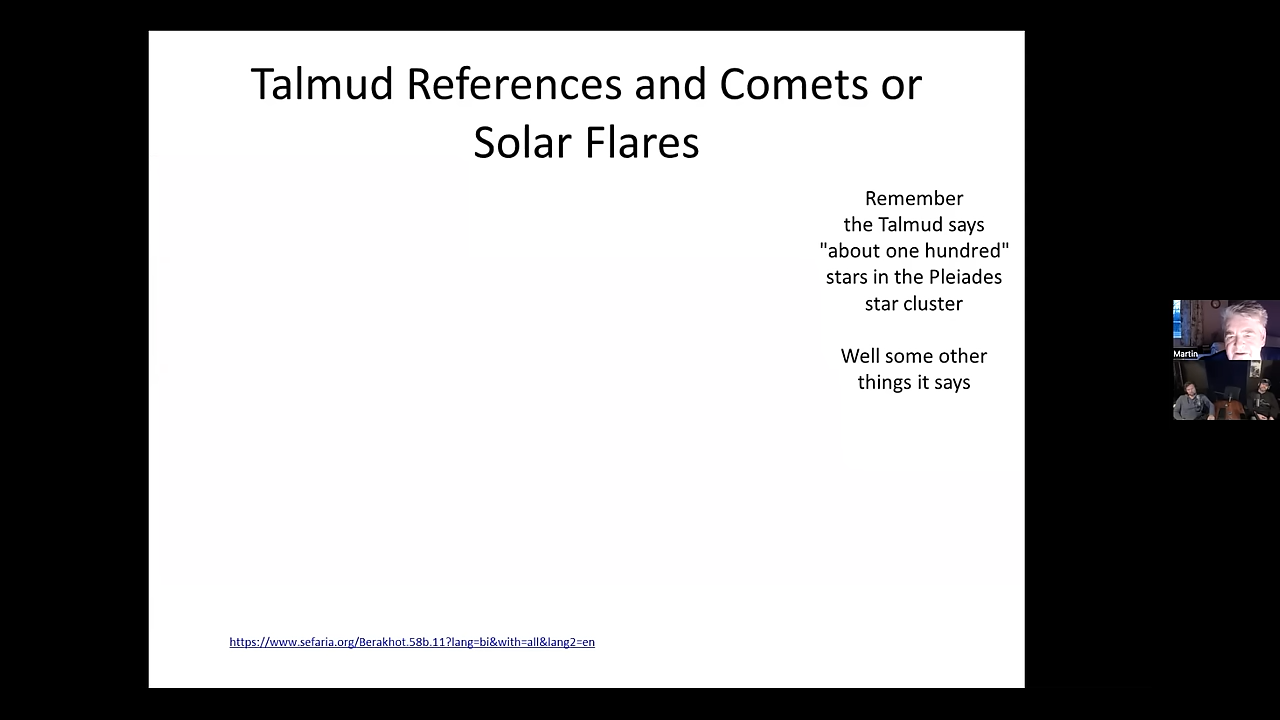 Talmud References and Comets or
Solar Flares
Remember
the Talmud says
"about one hundred"
stars in the Pleiades
star cluster
Well some other
things it says
https://www.sefaria.org/Berakhot.58b.11?lang=bi&with=all&lang2=en
Martin